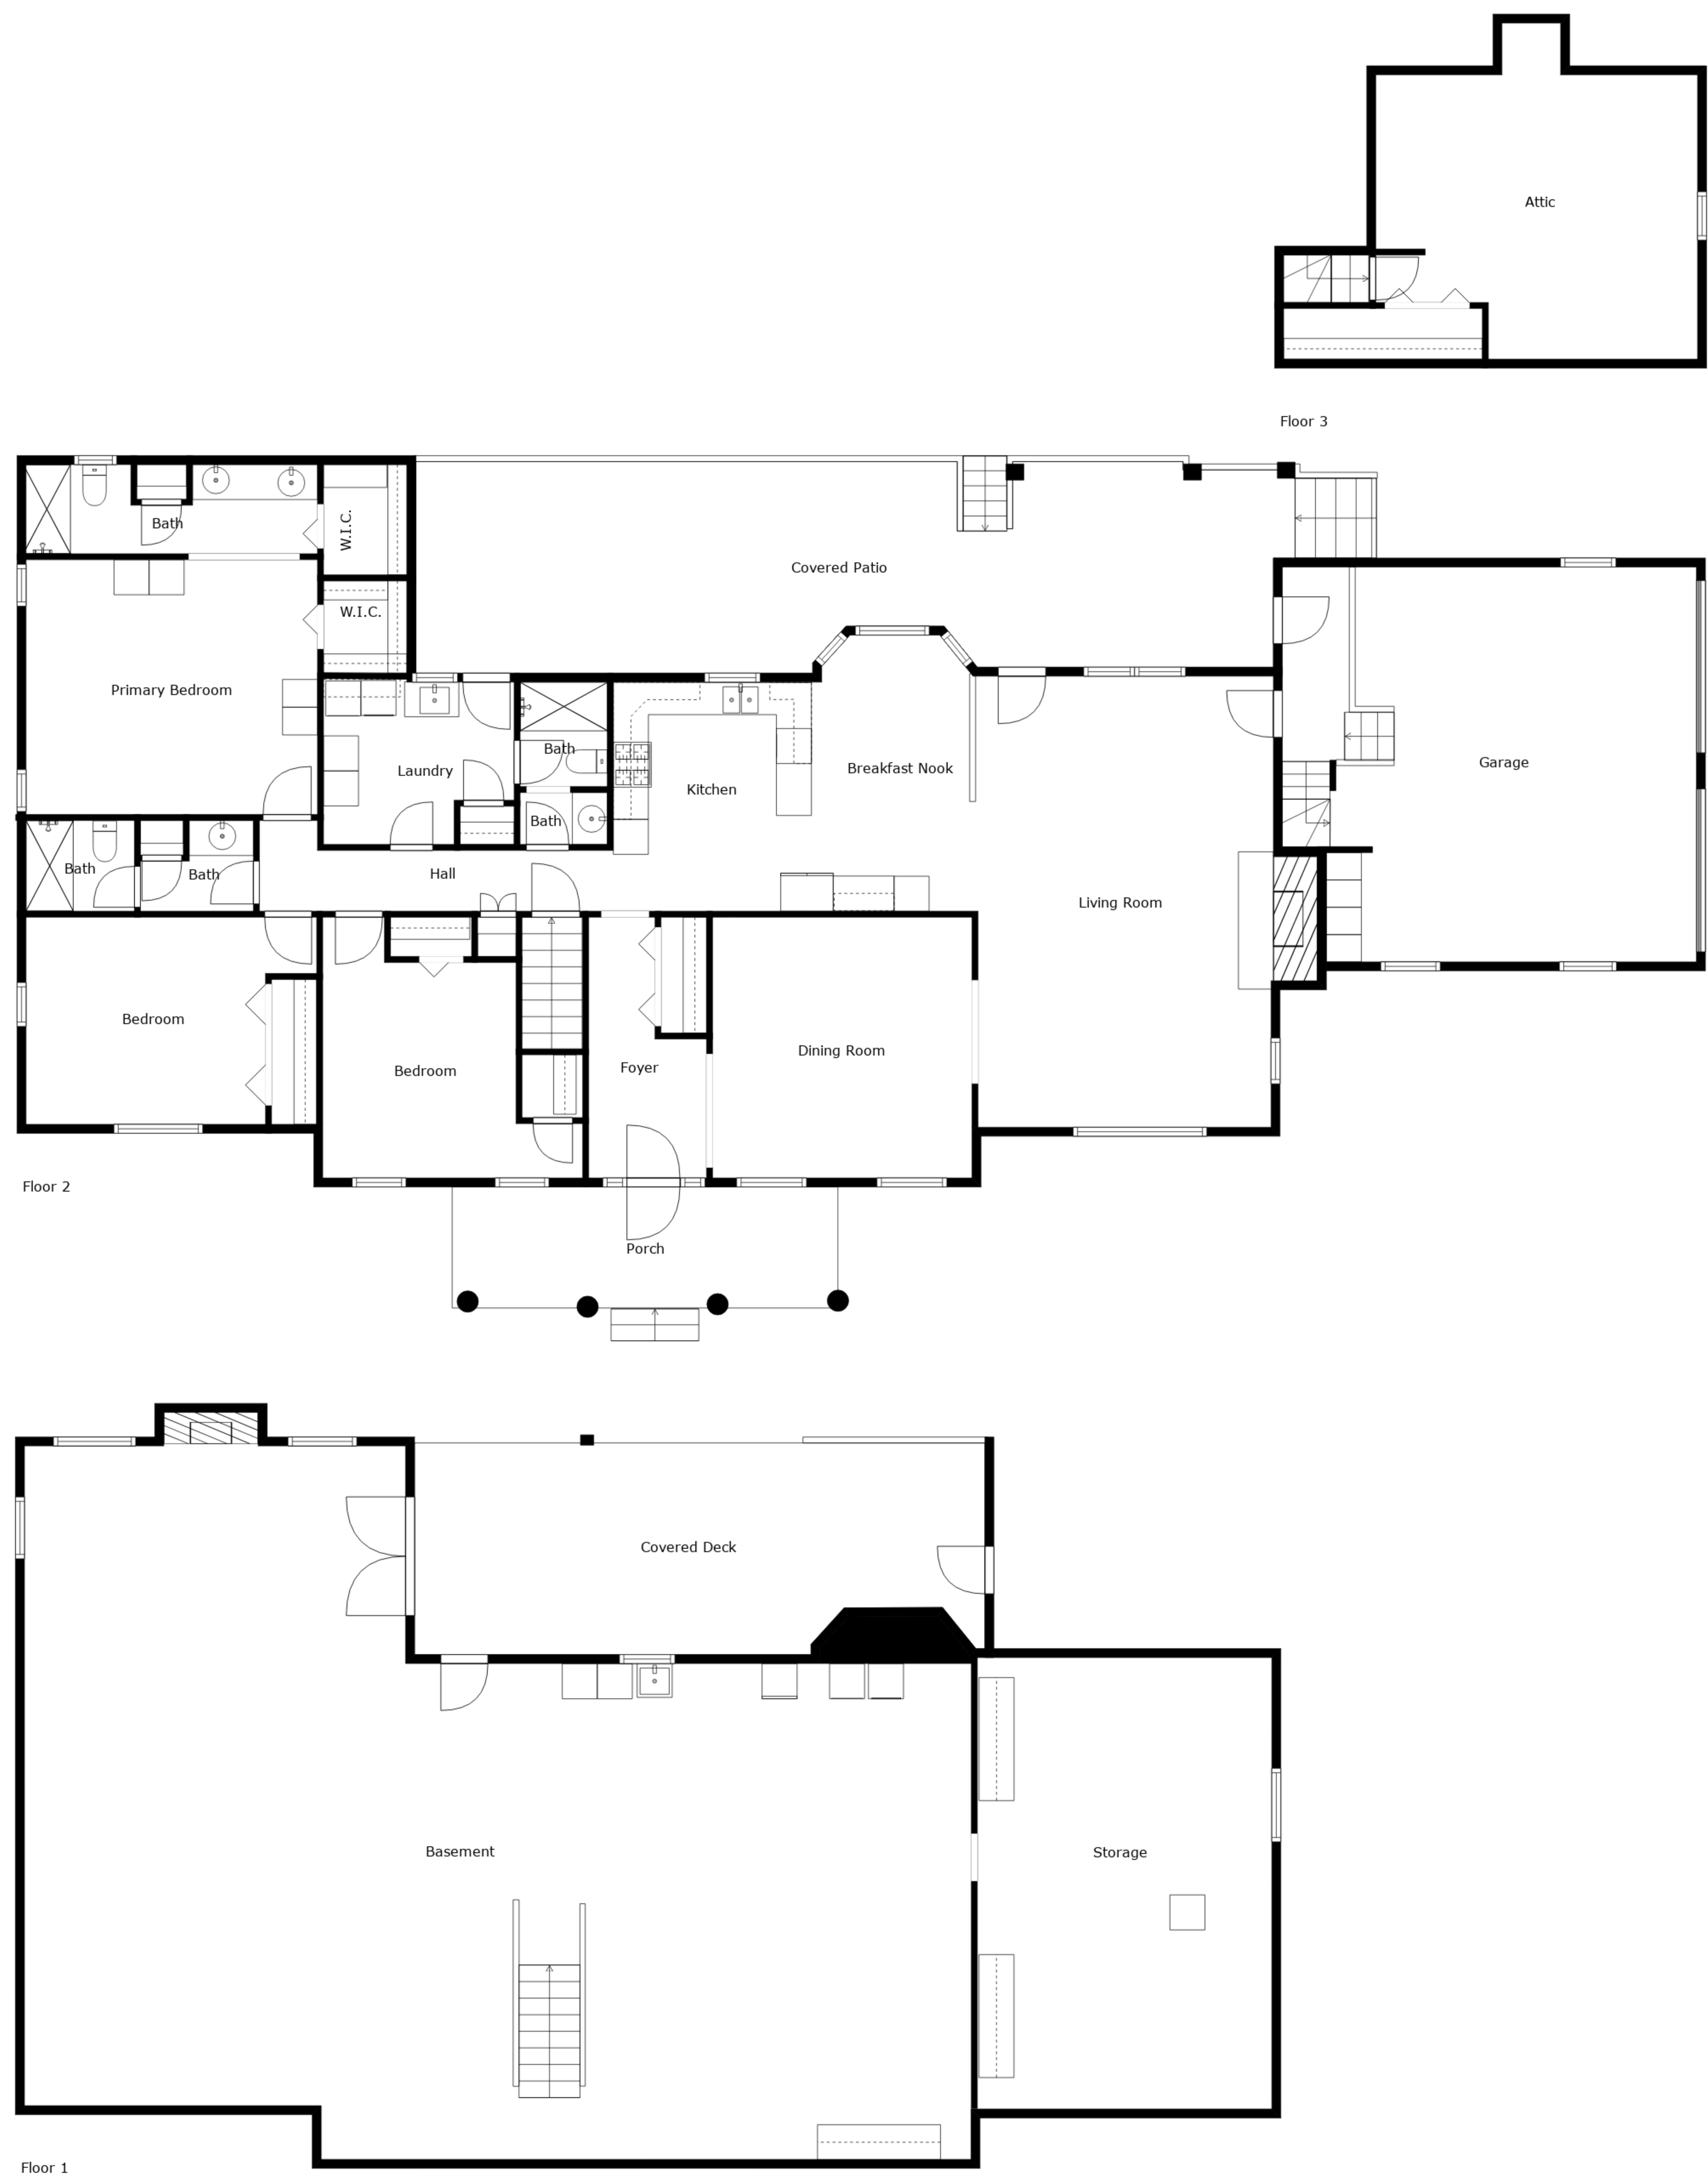 Attic
Floor 3
Bath
W.I.C.
Covered Patio
W.I.C.
Primary Bedroom
Bath
Laundry
Breakfast Nook
Garage
Kitchen
Bath
Bath
Bath
Hall
Living Room
Bedroom
Bedroom
Foyer
Dining Room
Floor 2
Porch
Covered Deck
Basement
Storage
Floor 1